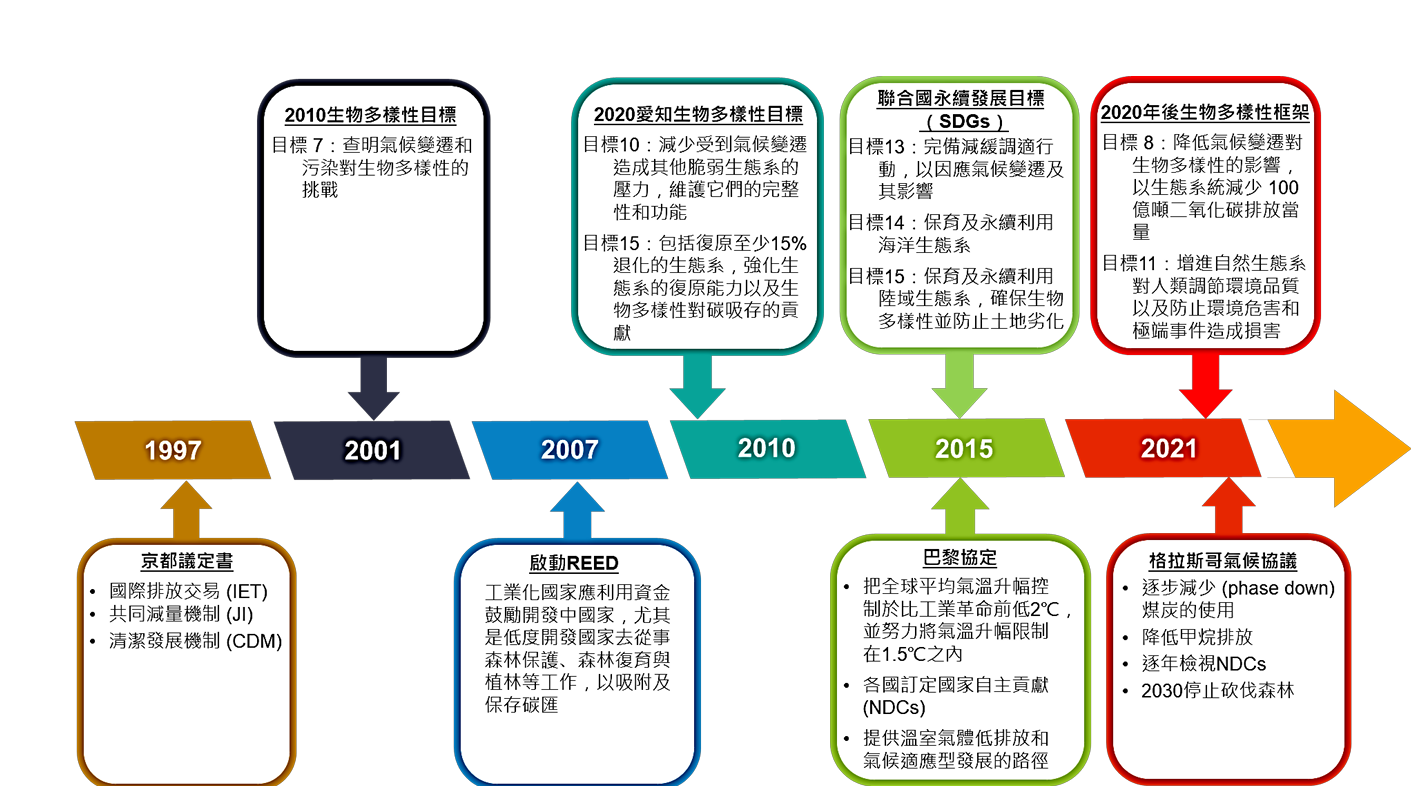 2010生物多樣性目標
目標 7：查明氣候變遷和
污染對生物多樣性的
挑戰
2020愛知生物多樣性目標
目標10：減少受到氣候變遷
造成其他脆弱生態系的
壓力，維護它們的完整
性和功能
目標15：包括復原至少15%
退化的生態系，強化生
態系的復原能力以及生
物多樣性對碳吸存的貢
獻
聯合國永續發展目標
（SDGs）
目標13：完備減緩調適行
動，以因應氣候變遷及
其影響
目標14：保育及永續利用
海洋生態系
目標15：保育及永續利用
陸域生態系，確保生物
多樣性並防止土地劣化
2020年後生物多樣性框架
目標 8：降低氣候變遷對
生物多樣性的影響，
以生態系統減少 100
億噸二氧化碳排放當
量
目標11：增進自然生態系
對人類調節環境品質
以及防止環境危害和
極端事件造成損害
1997
2001
2007
2010
2015
2021
京都議定書
• 國際排放交易 (IET)
• 共同減量機制 (JI)
• 清潔發展機制 (CDM)
啟動REED
工業化國家應利用資金
鼓勵開發中國家，尤其
是低度開發國家去從事
森林保護、森林復育與
植林等工作，以吸附及
保存碳匯
巴黎協定
• 把全球平均氣溫升幅控
制於比工業革命前低2℃，
並努力將氣溫升幅限制
在1.5℃之內
• 各國訂定國家自主貢獻
(NDCs)
• 提供溫室氣體低排放和
氣候適應型發展的路徑
格拉斯哥氣候協議
• 逐步減少 (phase down)
煤炭的使用
• 降低甲烷排放
• 逐年檢視NDCs
• 2030停止砍伐森林